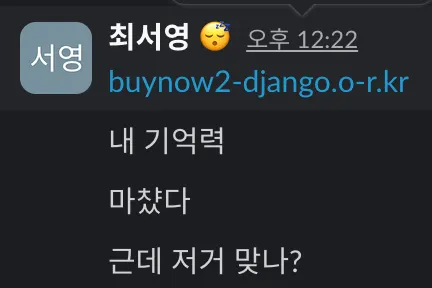 서영
최서영 😴 오후 12:22
buynow2-django.o-r.kr
내 기억력
마챴다
근데 저거 맞나?